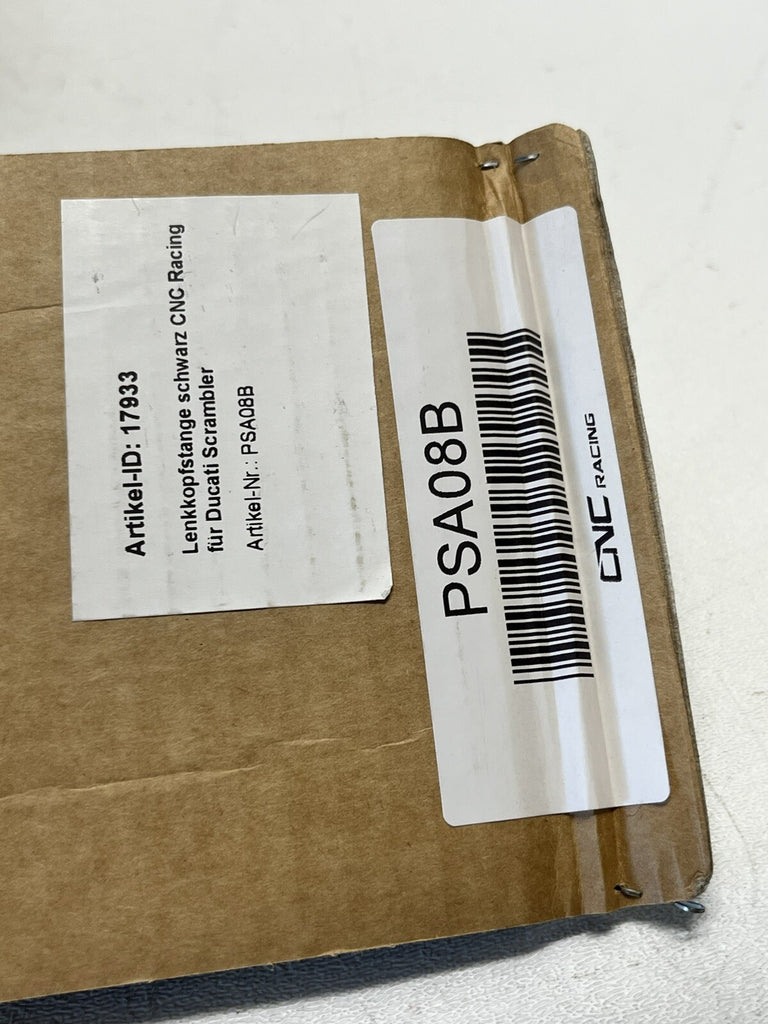 Artikel-ID: 17933
Lenkkopfstange schwarz CNC Racing
für Ducati Scrambler
Artikel-Nr.: PSA08B
PSA08B
CNC RACING